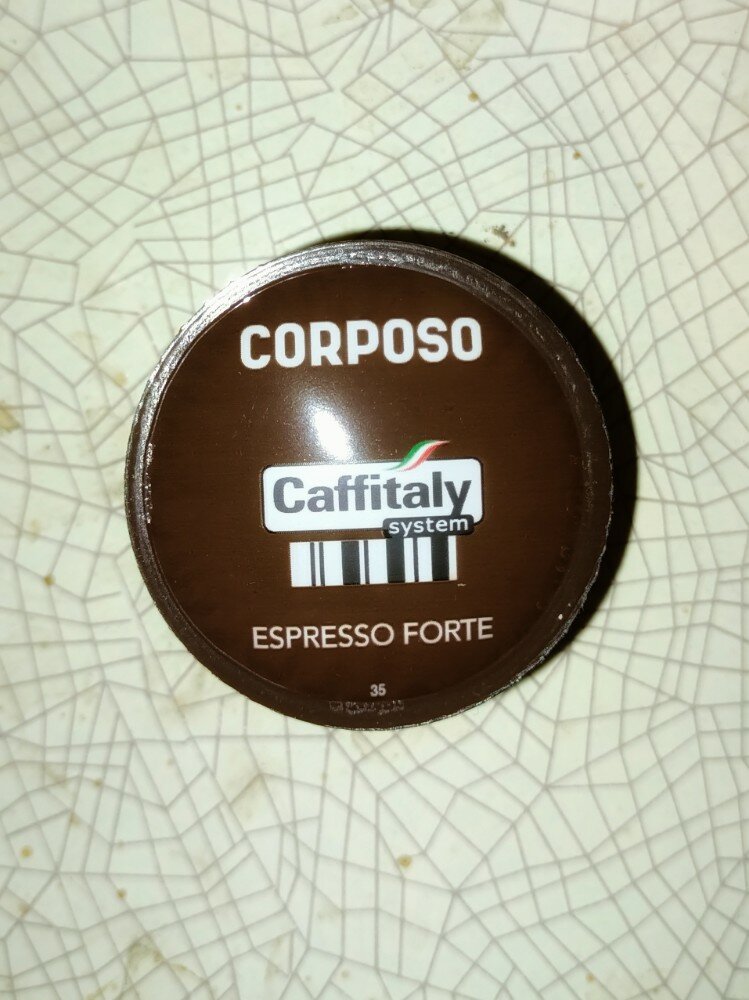 CORPOSO
Caffitaly
system
ESPRESSO FORTE
35